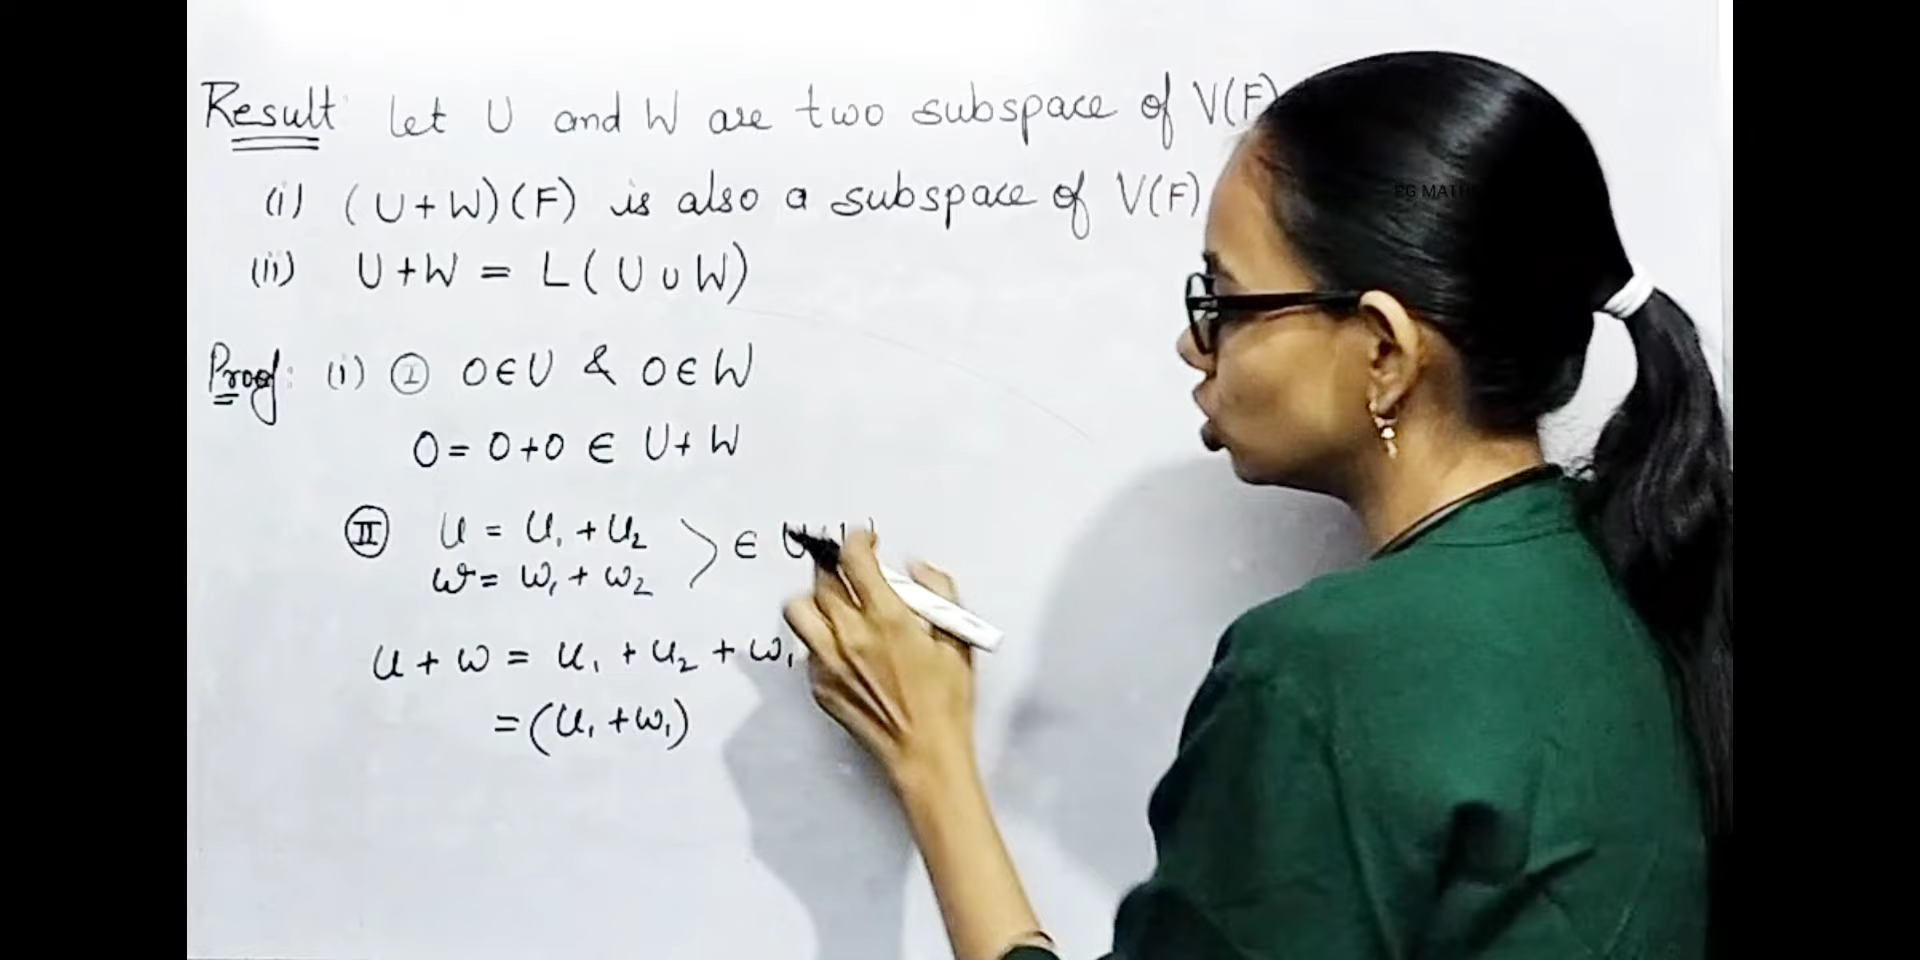 Result: Let U and W are two subspace of V(F)
(i) (U+W)(F) is also a subspace of V(F)
(ii) U+W = L(U∪W)
Proof: (i) Ⓘ 0∈U & 0∈W
0 = 0+0 ∈ U+W
Ⅱ u = u₁ + u₂
w = w₁ + w₂ > ∈
u + w = u₁ + u₂ + w₁
= (u₁ + w₁)